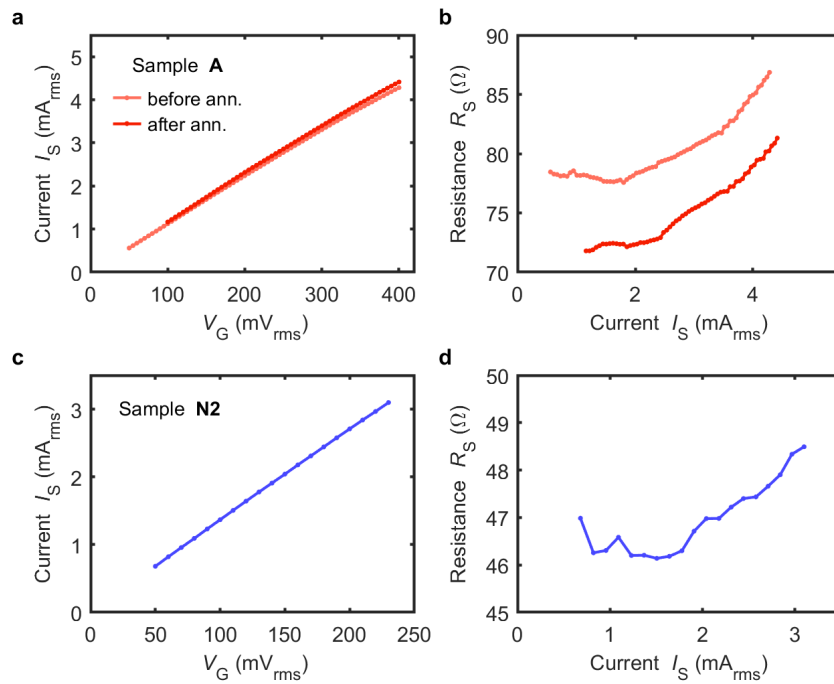 a
Sample A
before ann.
after ann.
Current I_S (mA_rms)
5
4
3
2
1
0
0 100 200 300 400
V_G (mV_rms)
b
Resistance R_S (Ω)
90
85
80
75
70
0 2 4
Current I_S (mA_rms)
c
Sample N2
Current I_S (mA_rms)
3
2
1
0
0 50 100 150 200 250
V_G (mV_rms)
d
Resistance R_S (Ω)
50
49
48
47
46
45
0 1 2 3
Current I_S (mA_rms)